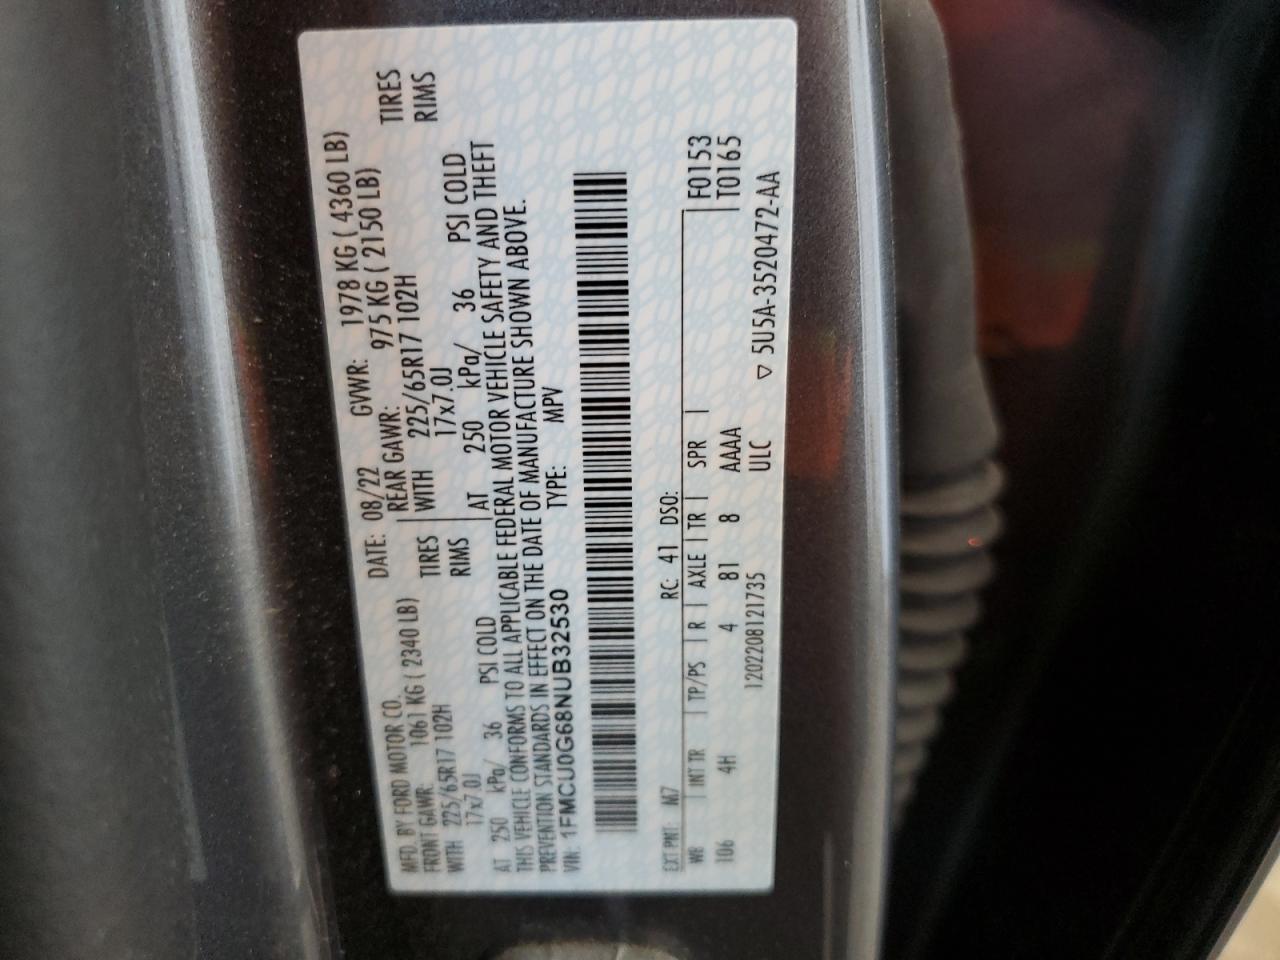 MFD. BY FORD MOTOR CO.
DATE: 08/22 GVWR: 1978 KG ( 4360 LB)
FRONT GAWR: 1061 KG ( 2340 LB) REAR GAWR: 975 KG ( 2150 LB)
WITH 225/65R17 102H TIRES WITH 225/65R17 102H TIRES
17x7.0J RIMS 17x7.0J RIMS
AT 250 kPa/ 36 PSI COLD AT 250 kPa/ 36 PSI COLD
THIS VEHICLE CONFORMS TO ALL APPLICABLE FEDERAL MOTOR VEHICLE SAFETY AND THEFT
PREVENTION STANDARDS IN EFFECT ON THE DATE OF MANUFACTURE SHOWN ABOVE.
VIN: 1FMCU0G68NUB32530 TYPE: MPV
EXT PNT: M7 RC: 41 DSO:
WB | INT TR | TP/PS | R | AXLE | TR | SPR | F0153
106 4H 4 81 8 AAAA T0165
1202208121735 ULC ▽ 5U5A-3520472-AA